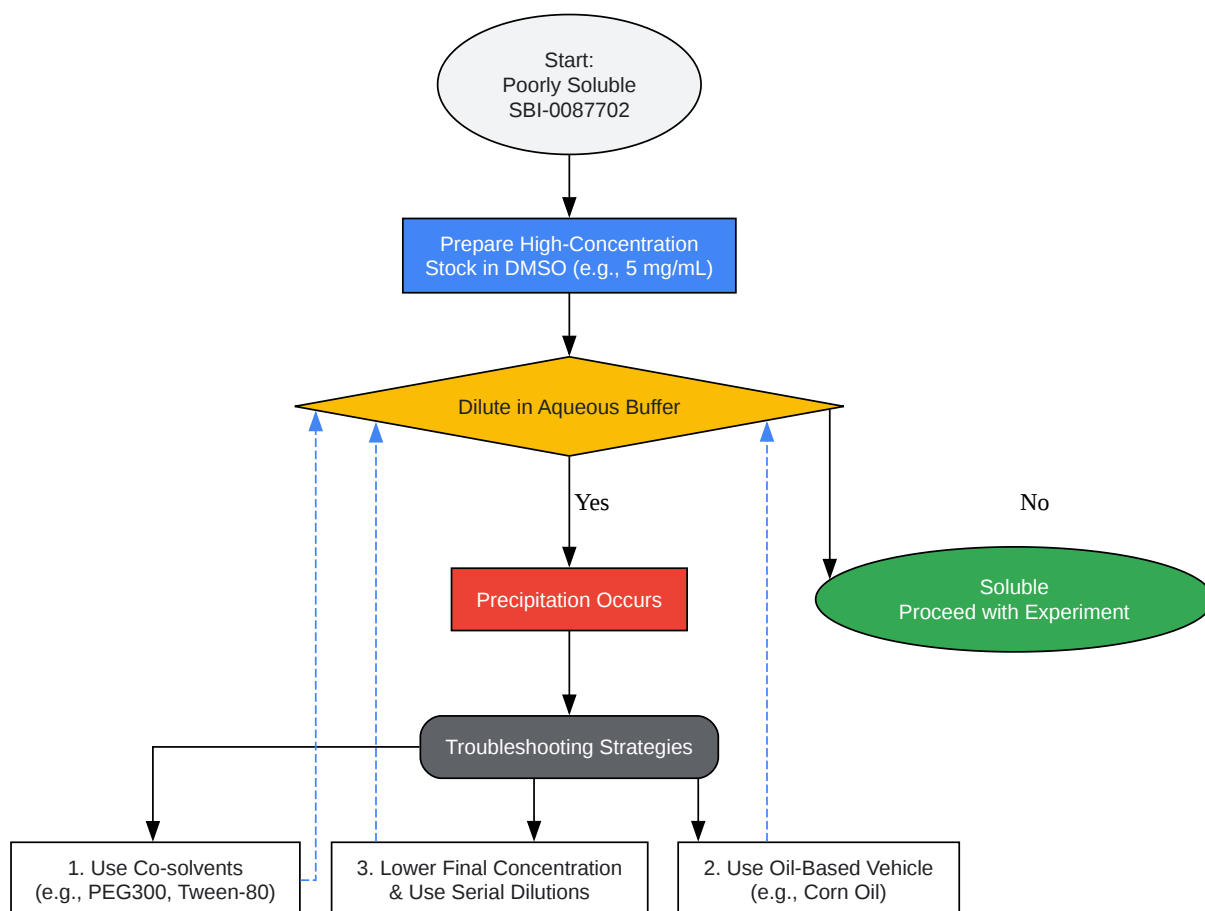 Start:
Poorly Soluble
SBI-0087702
Prepare High-Concentration
Stock in DMSO (e.g., 5 mg/mL)
Dilute in Aqueous Buffer
Yes
No
Precipitation Occurs
Soluble
Proceed with Experiment
Troubleshooting Strategies
1. Use Co-solvents
(e.g., PEG300, Tween-80)
3. Lower Final Concentration
& Use Serial Dilutions
2. Use Oil-Based Vehicle
(e.g., Corn Oil)